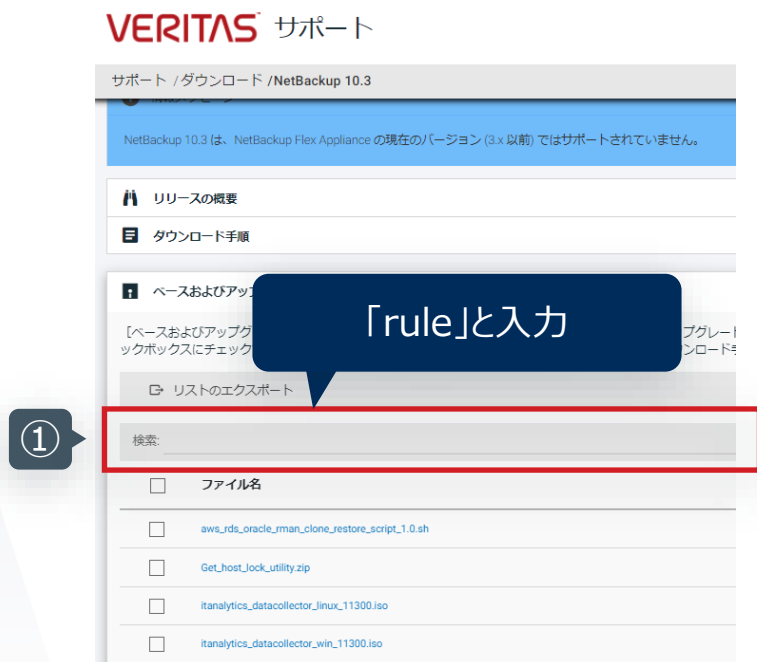 VERITAS サポート
サポート / ダウンロード / NetBackup 10.3
NetBackup 10.3 は、NetBackup Flex Appliance の現在のバージョン (3.x 以前) ではサポートされていません。
リリースの概要
ダウンロード手順
ベースおよびアップ
「rule」と入力
[ベースおよびアップグ
プグレード
ックボックスにチェック
ンロード手
リストのエクスポート
①
検索:
ファイル名
aws_rds_oracle_rman_clone_restore_script_1.0.sh
Get_host_lock_utility.zip
itanalytics_datacollector_linux_11300.iso
itanalytics_datacollector_win_11300.iso